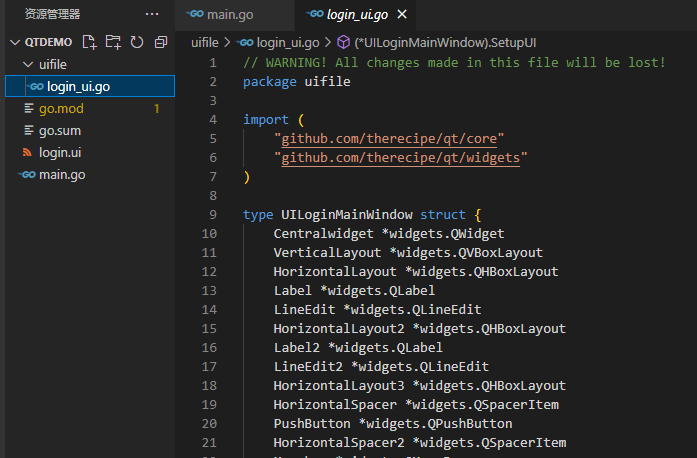 资源管理器
QTDEMO
uifile
login_ui.go
go.mod 1
go.sum
login.ui
main.go
main.go login_ui.go
uifile > login_ui.go > (*UILoginMainWindow).SetupUI
1 // WARNING! All changes made in this file will be lost!
2 package uifile
3
4 import (
5 "github.com/therecipe/qt/core"
6 "github.com/therecipe/qt/widgets"
7 )
8
9 type UILoginMainWindow struct {
10 Centralwidget *widgets.QWidget
11 VerticalLayout *widgets.QVBoxLayout
12 HorizontalLayout *widgets.QHBoxLayout
13 Label *widgets.QLabel
14 LineEdit *widgets.QLineEdit
15 HorizontalLayout2 *widgets.QHBoxLayout
16 Label2 *widgets.QLabel
17 LineEdit2 *widgets.QLineEdit
18 HorizontalLayout3 *widgets.QHBoxLayout
19 HorizontalSpacer *widgets.QSpacerItem
20 PushButton *widgets.QPushButton
21 HorizontalSpacer2 *widgets.QSpacerItem